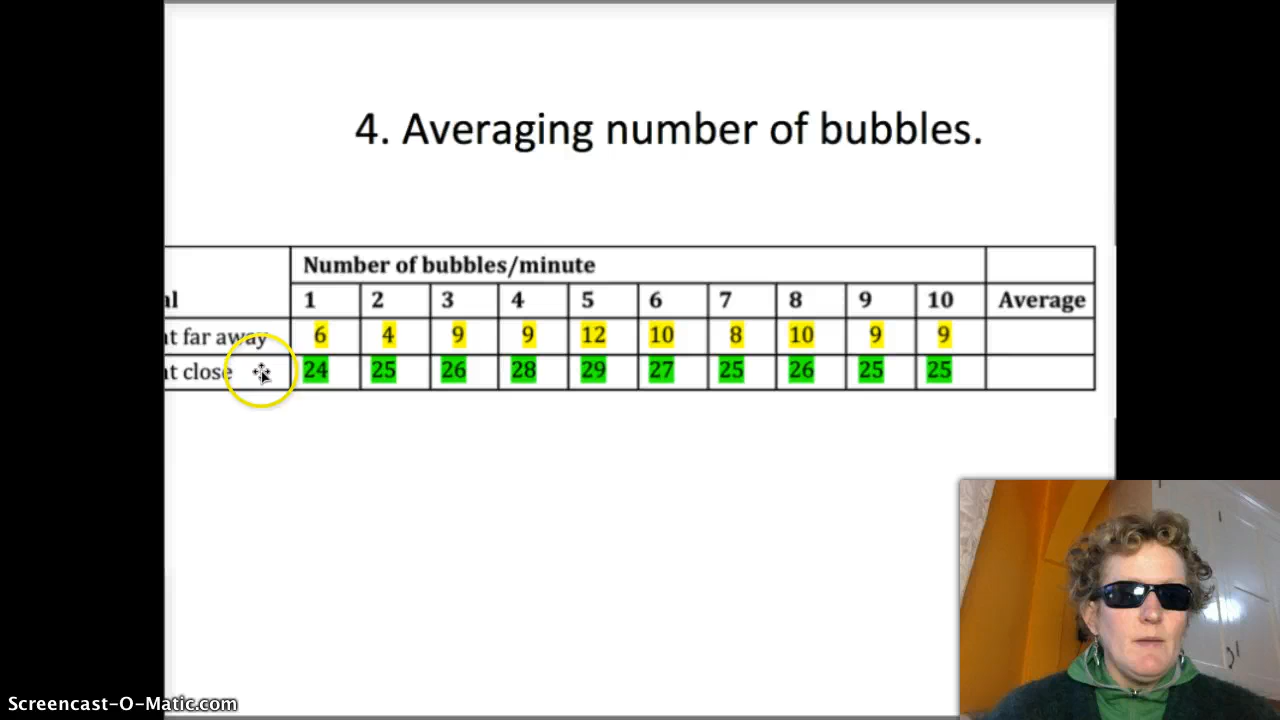 4. Averaging number of bubbles.
Number of bubbles/minute
al 1 2 3 4 5 6 7 8 9 10 Average
nt far away 6 4 9 9 12 10 8 10 9 9
nt close 24 25 26 28 29 27 25 26 25 25
Screencast-O-Matic.com